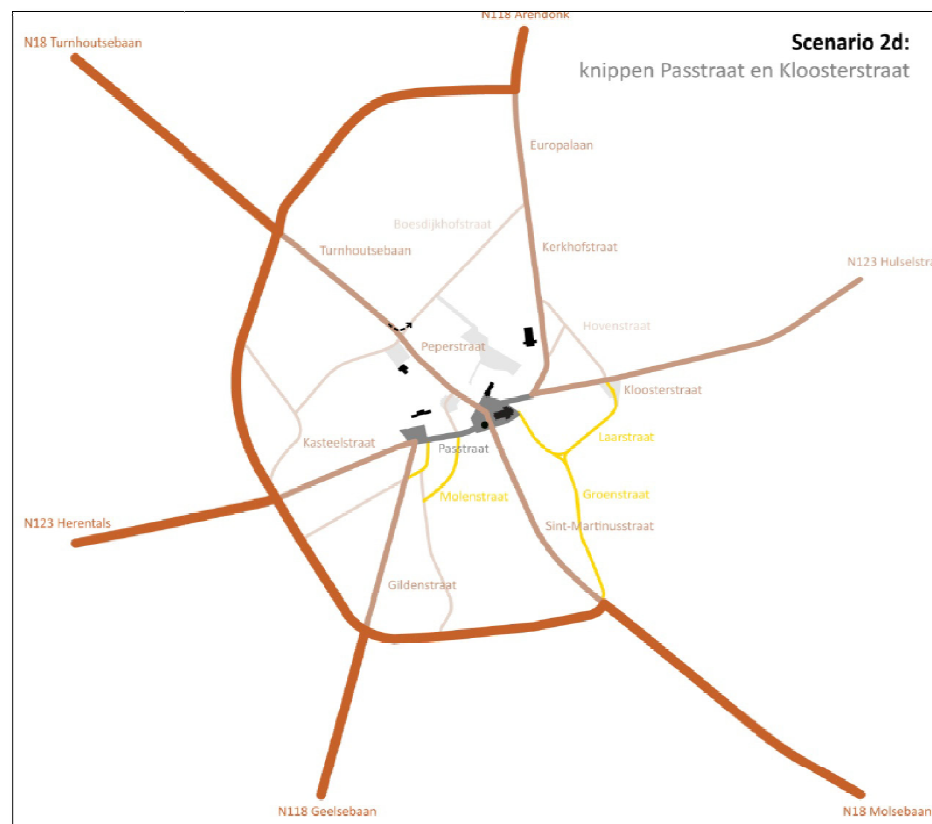 N118 Arendonk
N18 Turnhoutsebaan
Scenario 2d:
knippen Passtraat en Kloosterstraat
Europalaan
Boesdijkhofstraat
Turnhoutsebaan
Kerkhofstraat
N123 Hulselstra
Hovenstraat
Peperstraat
Kloosterstraat
Kasteelstraat
Passtraat
Laarstraat
Molenstraat
Groenstraat
N123 Herentals
Sint-Martinusstraat
Gildenstraat
N118 Geelsebaan
N18 Molsebaan